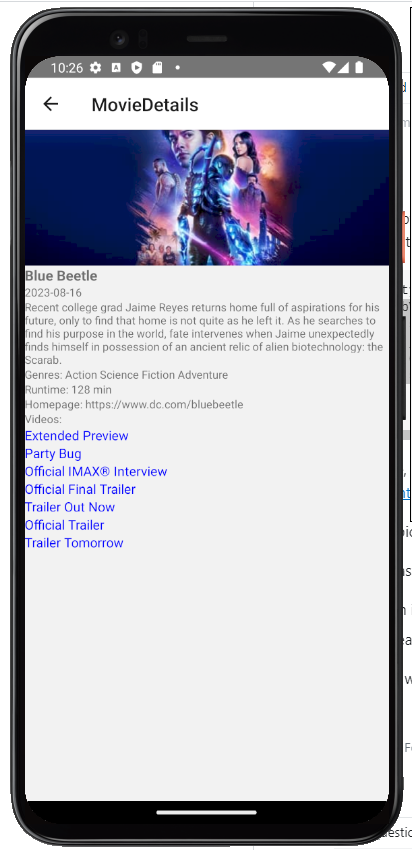 10:26
MovieDetails
Blue Beetle
2023-08-16
Recent college grad Jaime Reyes returns home full of aspirations for his
future, only to find that home is not quite as he left it. As he searches to
find his purpose in the world, fate intervenes when Jaime unexpectedly
finds himself in possession of an ancient relic of alien biotechnology: the
Scarab.
Genres: Action Science Fiction Adventure
Runtime: 128 min
Homepage: https://www.dc.com/bluebeetle
Videos:
Extended Preview
Party Bug
Official IMAX® Interview
Official Final Trailer
Trailer Out Now
Official Trailer
Trailer Tomorrow